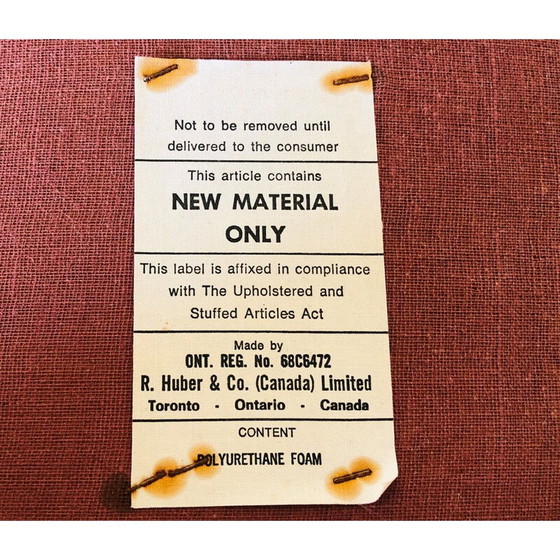 Not to be removed until
delivered to the consumer
This article contains
NEW MATERIAL
ONLY
This label is affixed in compliance
with The Upholstered and
Stuffed Articles Act
Made by
ONT. REG. No. 68C6472
R. Huber & Co. (Canada) Limited
Toronto - Ontario - Canada
CONTENT
POLYURETHANE FOAM